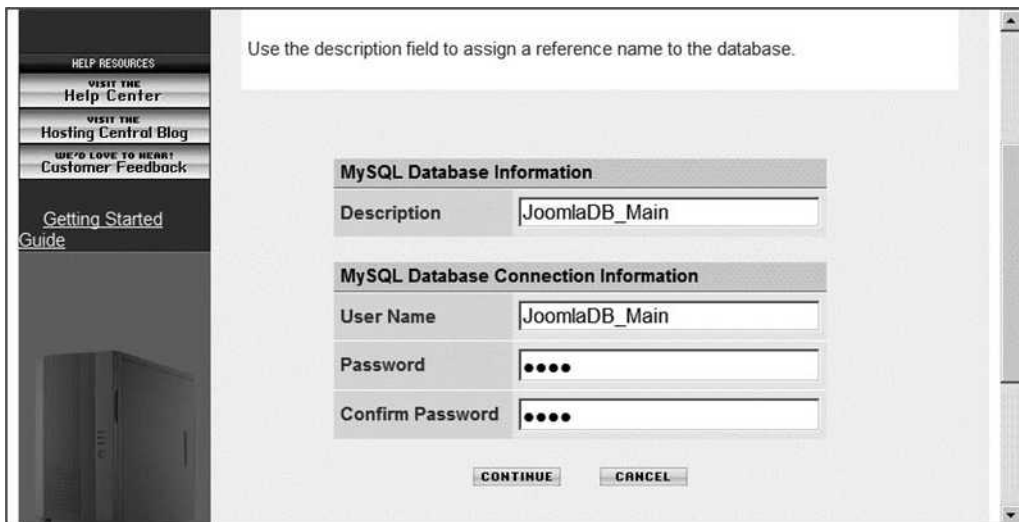 Use the description field to assign a reference name to the database.
HELP RESOURCES
VISIT THE
Help Center
VISIT THE
Hosting Central Blog
WE'D LOVE TO HEAR!
Customer Feedback
Getting Started
Guide
MySQL Database Information
Description JoomlaDB_Main
MySQL Database Connection Information
User Name JoomlaDB_Main
Password ●●●●
Confirm Password ●●●●
CONTINUE CANCEL